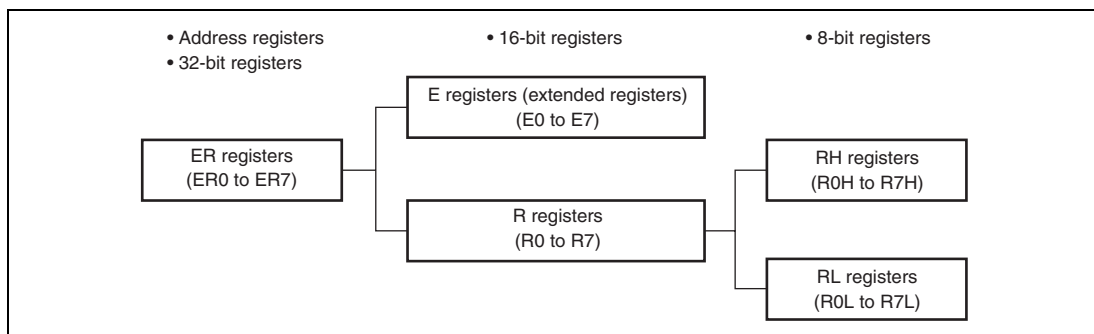 • Address registers
• 32-bit registers
• 16-bit registers
• 8-bit registers
E registers (extended registers)
(E0 to E7)
ER registers
(ER0 to ER7)
RH registers
(R0H to R7H)
R registers
(R0 to R7)
RL registers
(R0L to R7L)